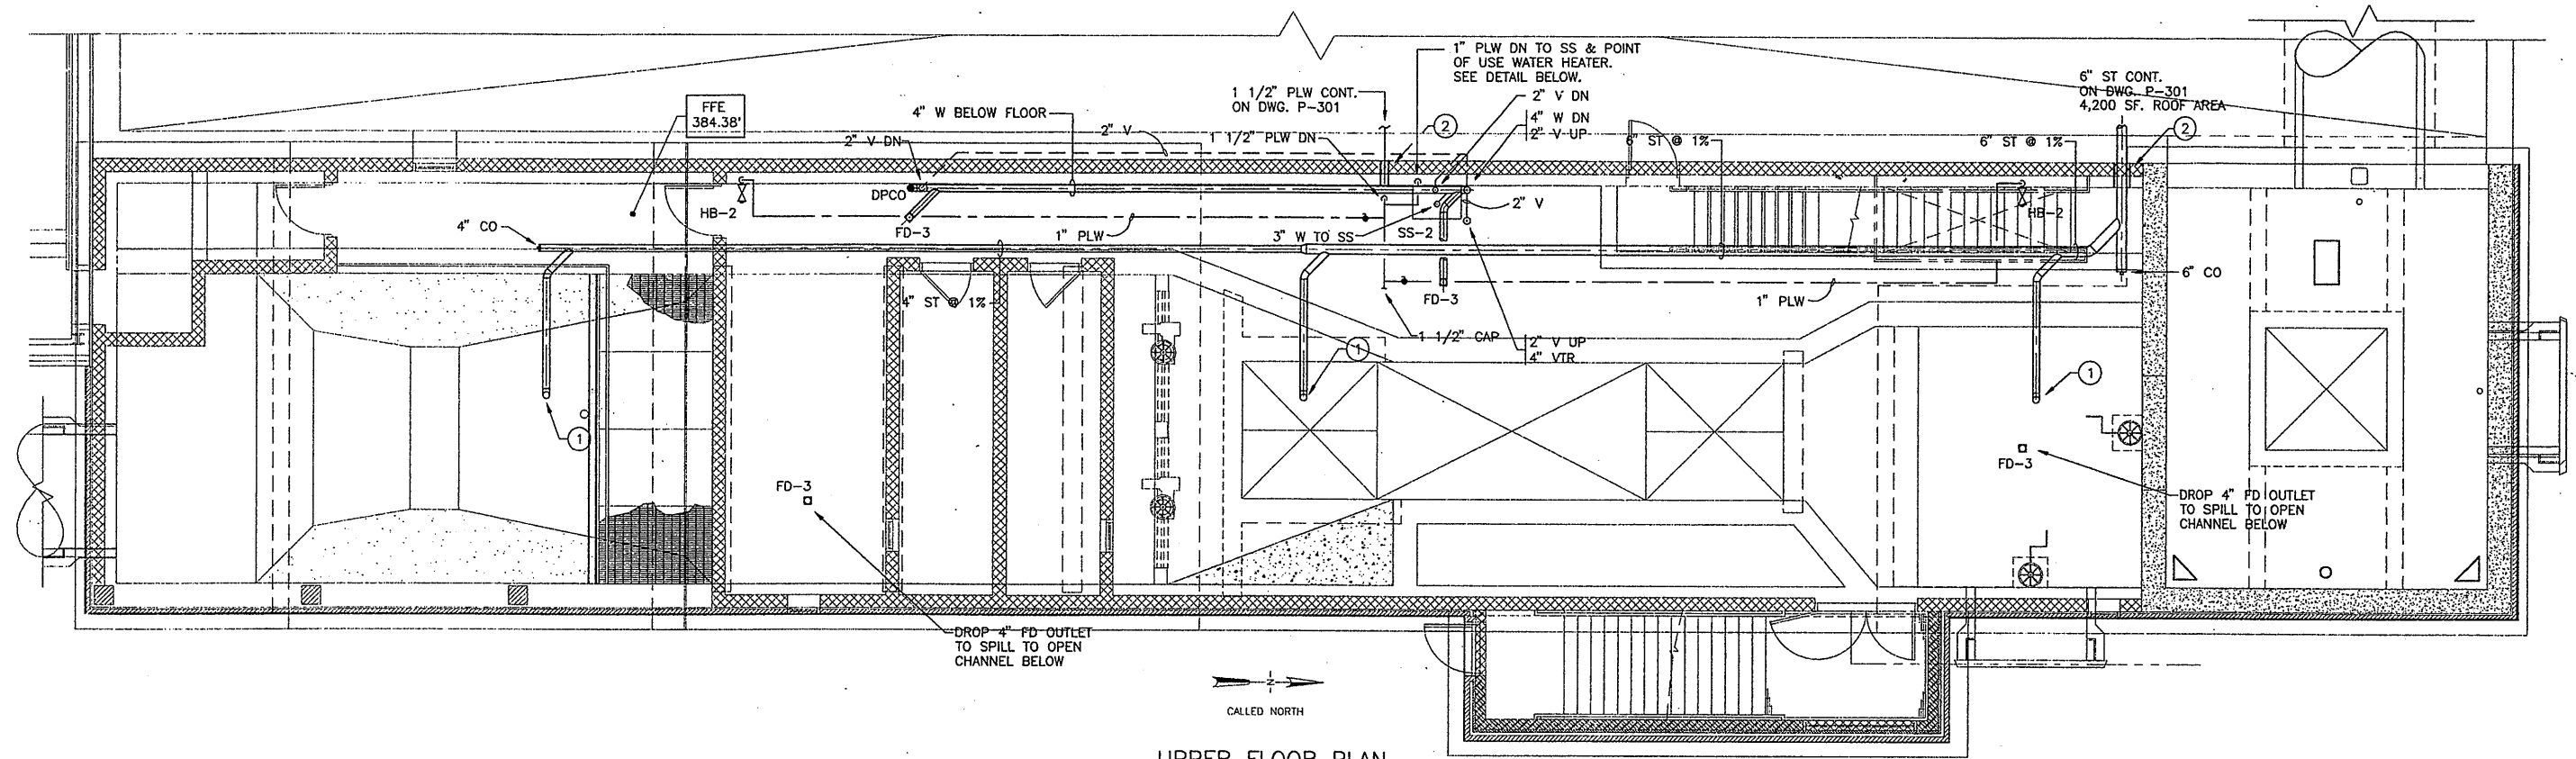 1" PLW DN TO SS & POINT
OF USE WATER HEATER.
SEE DETAIL BELOW.
6" ST CONT.
ON DWG. P-301
4,200 SF. ROOF AREA
1 1/2" PLW CONT.
ON DWG. P-301
2" V DN
FFE
384.38'
4" W BELOW FLOOR
4" W DN
2" V UP
2" V
1 1/2" PLW DN
2
2
2" V DN
6" ST @ 1%
6" ST @ 1%
DPCO
HB-2
2" V
HB-2
4" CO
FD-3
1" PLW
3" W TO SS
SS-2
6" CO
4" ST @ 1%
FD-3
1" PLW
1 1/2" CAP
2" V UP
4" VTR
1
1
1
FD-3
FD-3
DROP 4" FD OUTLET
TO SPILL TO OPEN
CHANNEL BELOW
DROP 4" FD OUTLET
TO SPILL TO OPEN
CHANNEL BELOW
N
CALLED NORTH
UPPER FLOOR PLAN